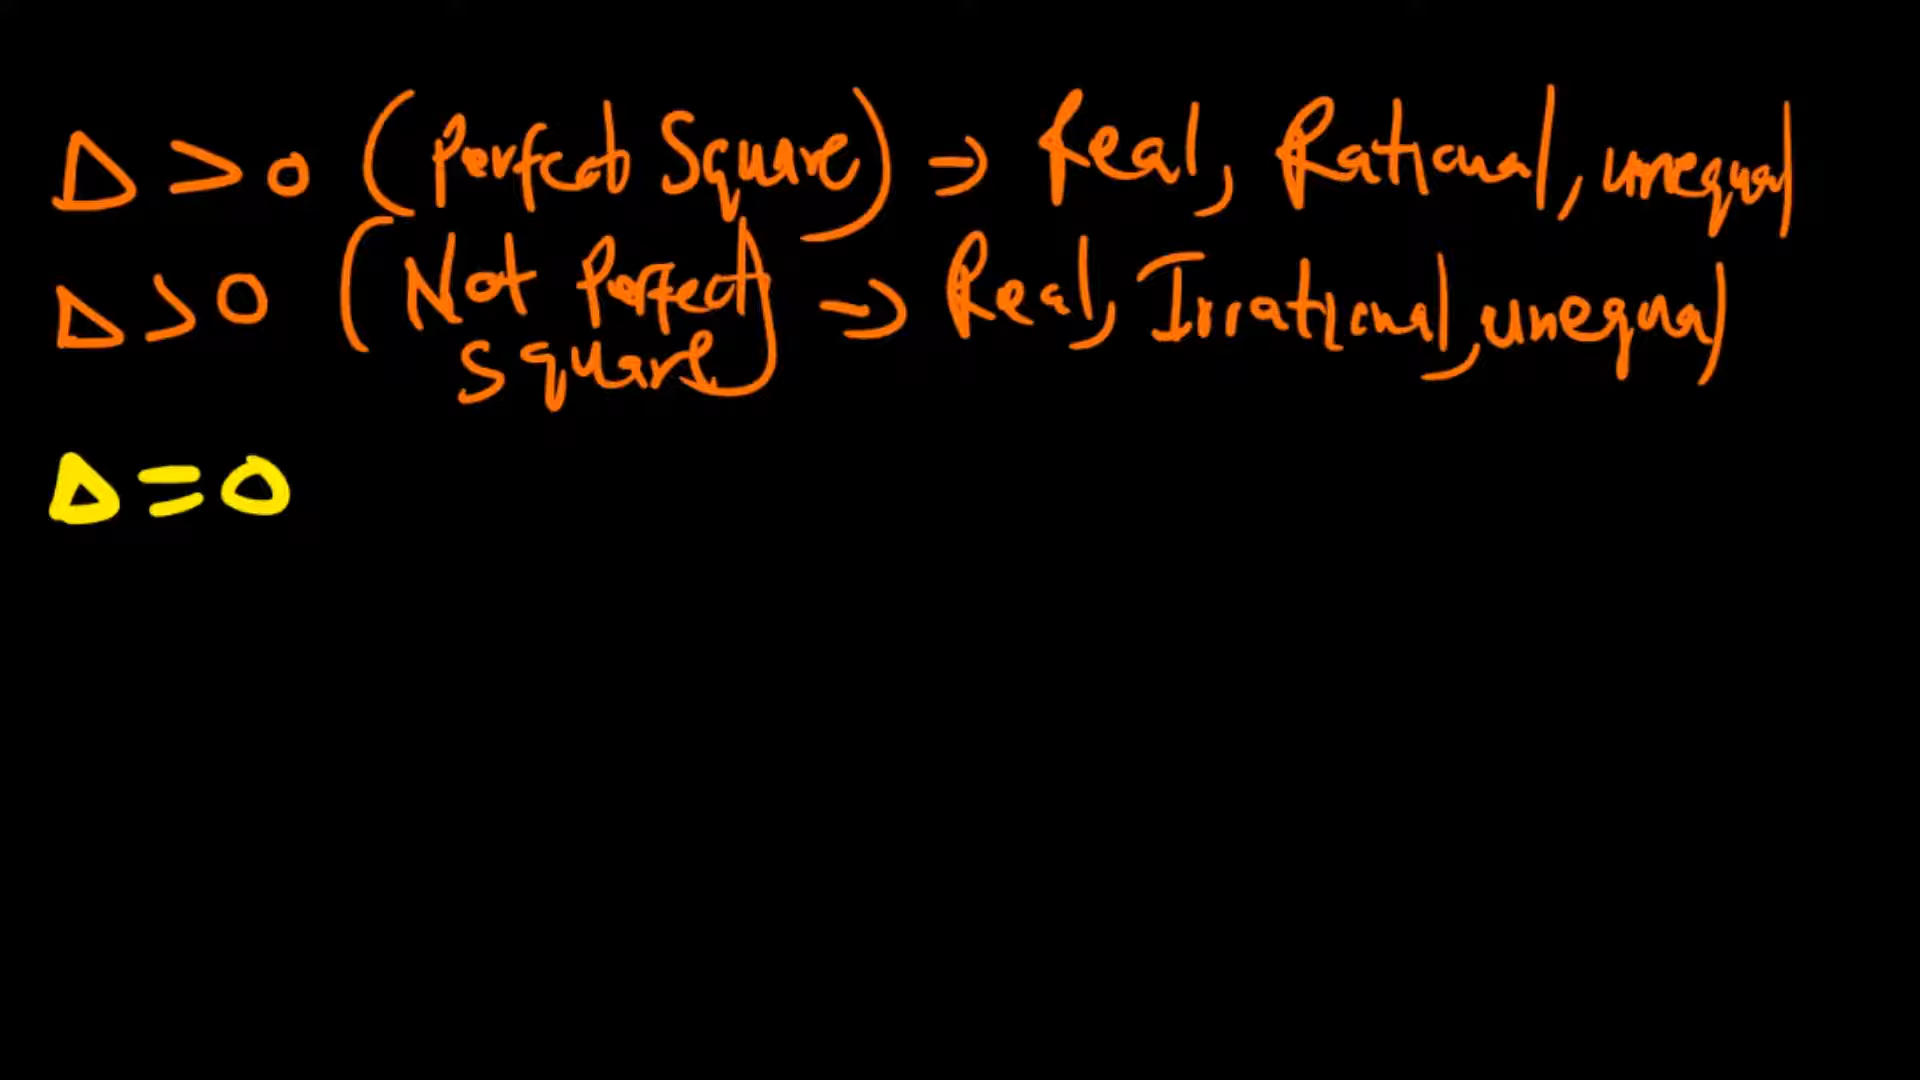 Δ > 0 (Perfect Square) ⇒ Real, Rational, unequal
Δ > 0 (Not Perfect → Real, Irrational, unequal
Square)
Δ = 0